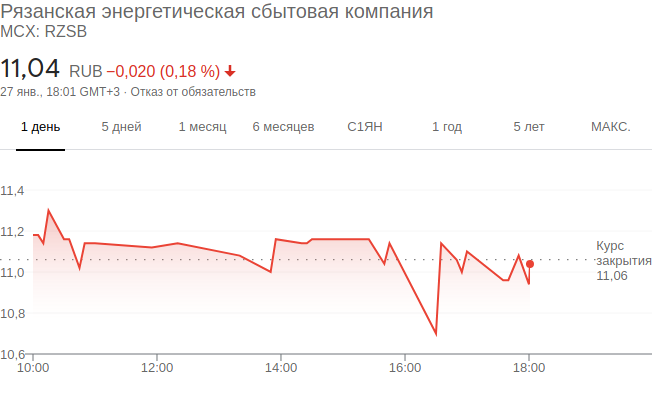 Рязанская энергетическая сбытовая компания
MCX: RZSB
11,04 RUB −0,020 (0,18 %)
27 янв., 18:01 GMT+3 · Отказ от обязательств
1 день 5 дней 1 месяц 6 месяцев С1ЯН 1 год 5 лет МАКС.
11,4
11,2
Курс
закрытия
11,06
11,0
10,8
10,6
10:00 12:00 14:00 16:00 18:00